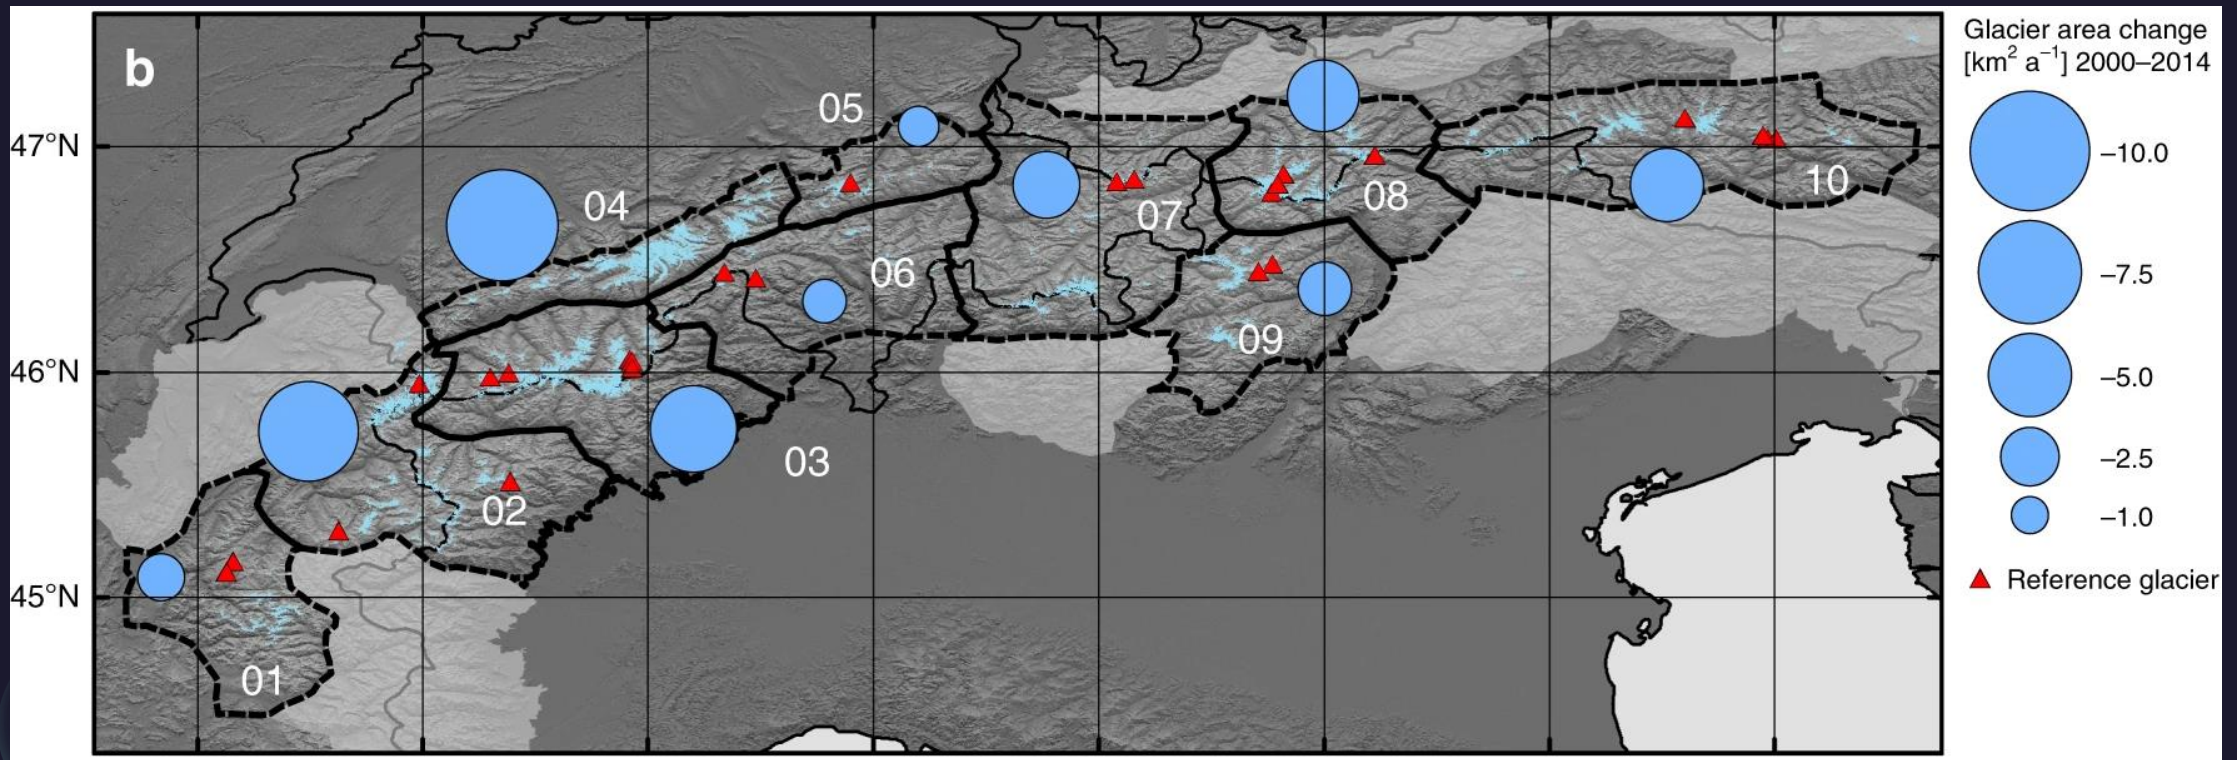 b
47°N
46°N
45°N
05
04
10
08
07
06
09
03
02
01
Glacier area change
[km² a⁻¹] 2000–2014
–10.0
–7.5
–5.0
–2.5
–1.0
Reference glacier